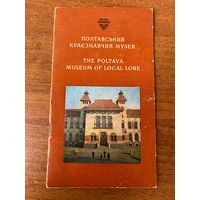 ПОЛТАВСЬКИЙ
КРАЄЗНАВЧИЙ МУЗЕЙ
THE POLTAVA
MUSEUM OF LOCAL LORE